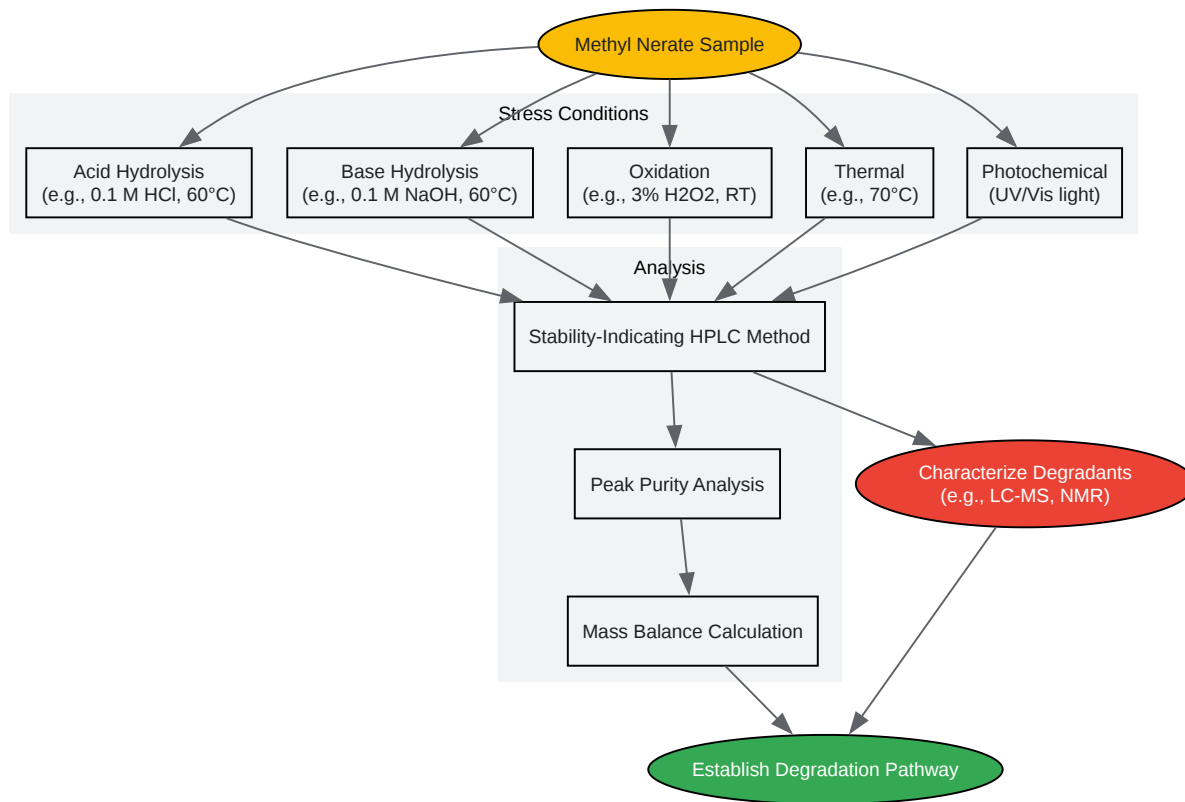 Methyl Nerate Sample
Stress Conditions
Acid Hydrolysis
(e.g., 0.1 M HCl, 60°C)
Base Hydrolysis
(e.g., 0.1 M NaOH, 60°C)
Oxidation
(e.g., 3% H2O2, RT)
Thermal
(e.g., 70°C)
Photochemical
(UV/Vis light)
Analysis
Stability-Indicating HPLC Method
Peak Purity Analysis
Characterize Degradants
(e.g., LC-MS, NMR)
Mass Balance Calculation
Establish Degradation Pathway